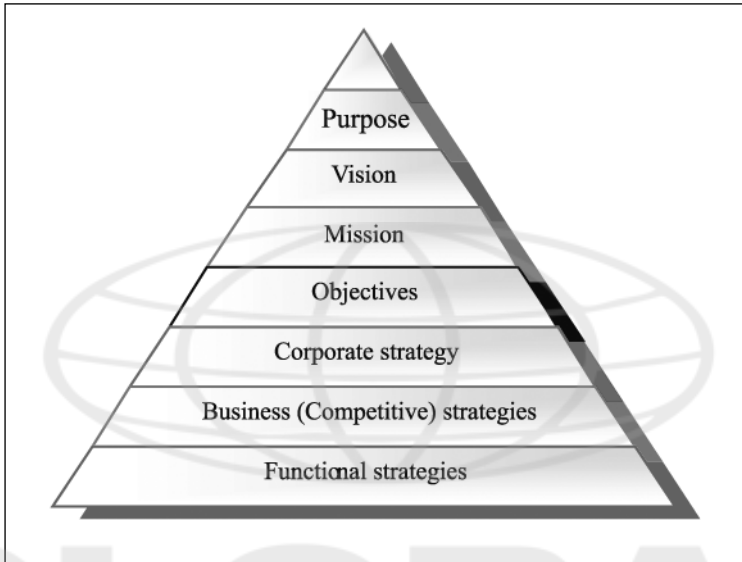 Purpose
Vision
Mission
Objectives
Corporate strategy
Business (Competitive) strategies
Functional strategies